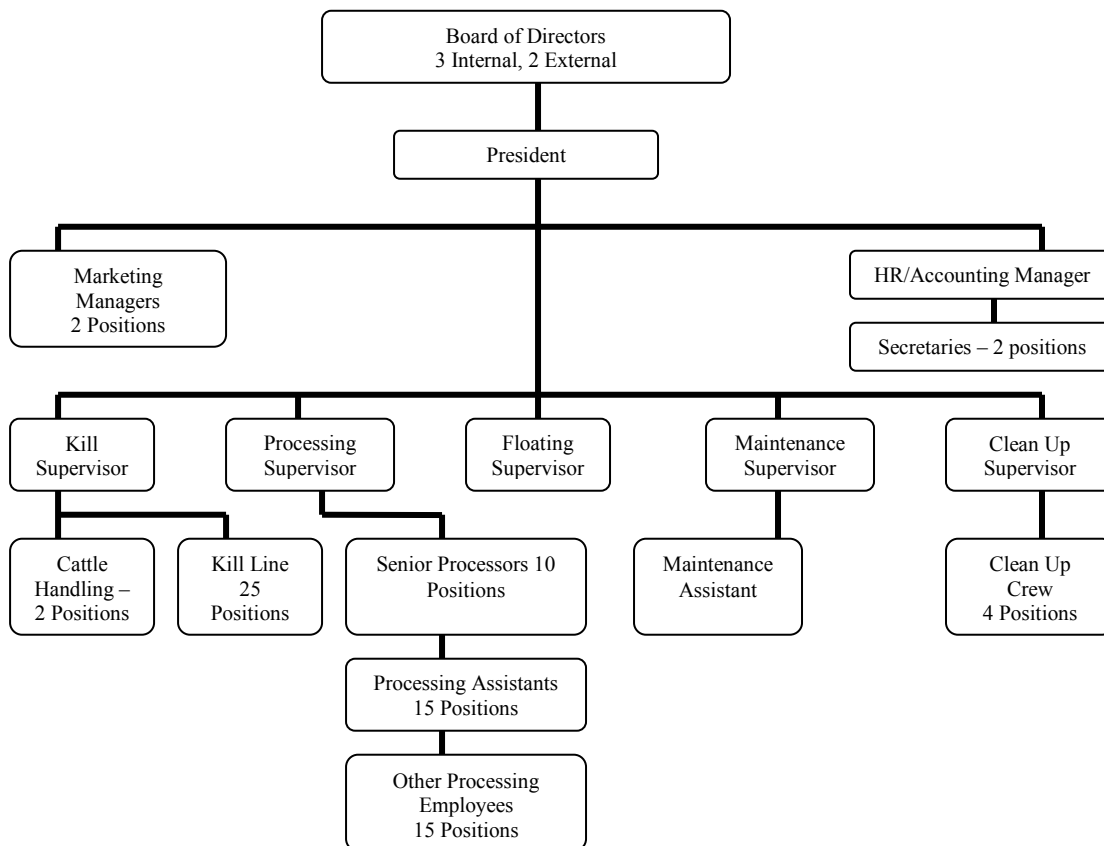 Board of Directors
3 Internal, 2 External
President
Marketing
Managers
2 Positions
HR/Accounting Manager
Secretaries – 2 positions
Kill
Supervisor
Processing
Supervisor
Floating
Supervisor
Maintenance
Supervisor
Clean Up
Supervisor
Cattle
Handling –
2 Positions
Kill Line
25
Positions
Senior Processors 10
Positions
Maintenance
Assistant
Clean Up
Crew
4 Positions
Processing Assistants
15 Positions
Other Processing
Employees
15 Positions